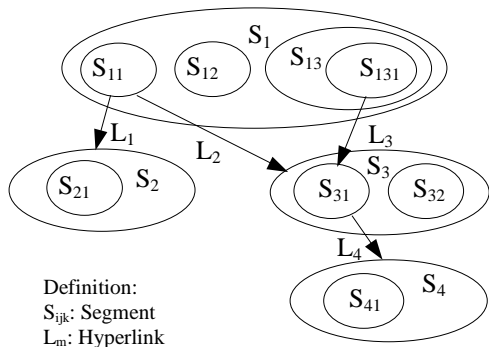 S1
S11
S12
S13
S131
L1
L2
L3
S21
S2
S31
S3
S32
L4
S41
S4
Definition:
Sijk: Segment
Lm: Hyperlink